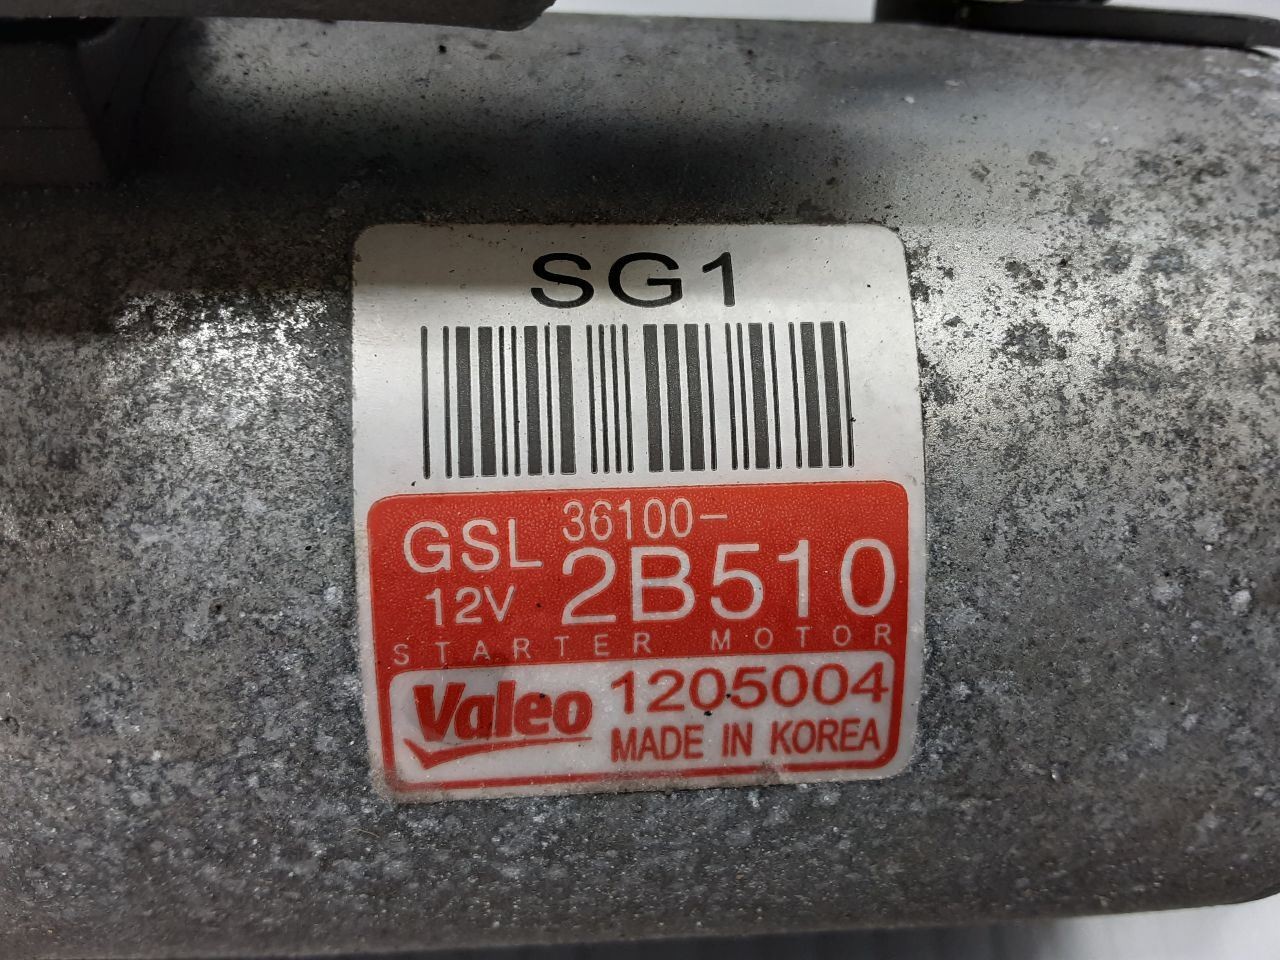 SG1
GSL 36100-
12V 2B510
STARTER MOTOR
Valeo 1205004
MADE IN KOREA